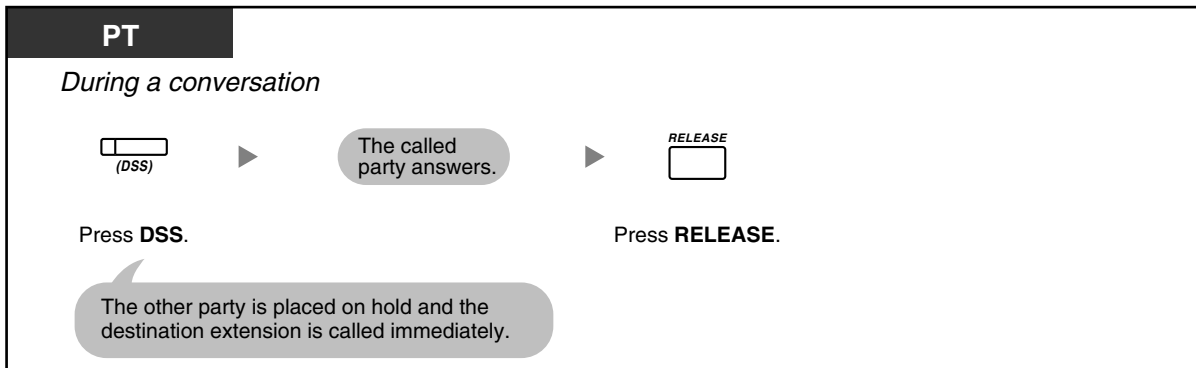 PT
During a conversation
(DSS)
The called
party answers.
RELEASE
Press DSS.
Press RELEASE.
The other party is placed on hold and the
destination extension is called immediately.